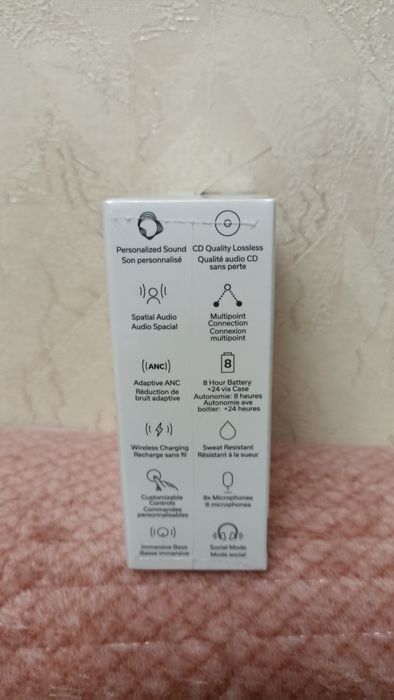 Personalized Sound
Son personnalisé
CD Quality Lossless
Qualité audio CD
sans perte
Spatial Audio
Audio Spacial
Multipoint
Connection
Connexion
multipoint
ANC
Adaptive ANC
Réduction de
bruit adaptive
8
8 Hour Battery
+24 via Case
Autonomie: 8 heures
Autonomie ave
boitier: +24 heures
Wireless Charging
Recharge sans fil
Sweat Resistant
Résistant à la sueur
Customizable
Controls
Commandes
personnalisables
8x Microphones
8 microphones
Immersive Bass
Basse immersive
Social Mode
Mode social